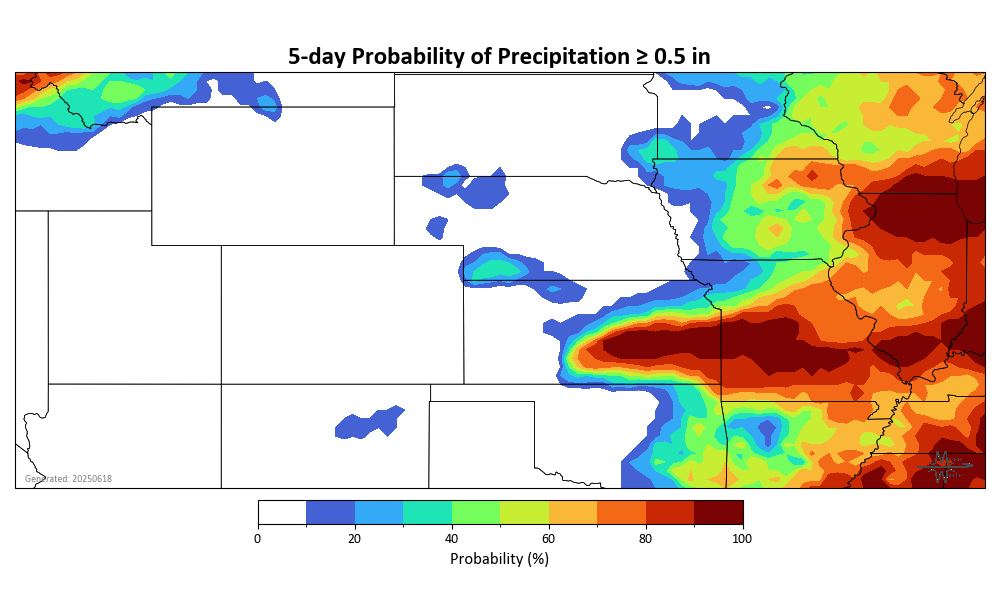 5-day Probability of Precipitation ≥ 0.5 in
Generated: 20250618
M
W
0 20 40 60 80 100
Probability (%)